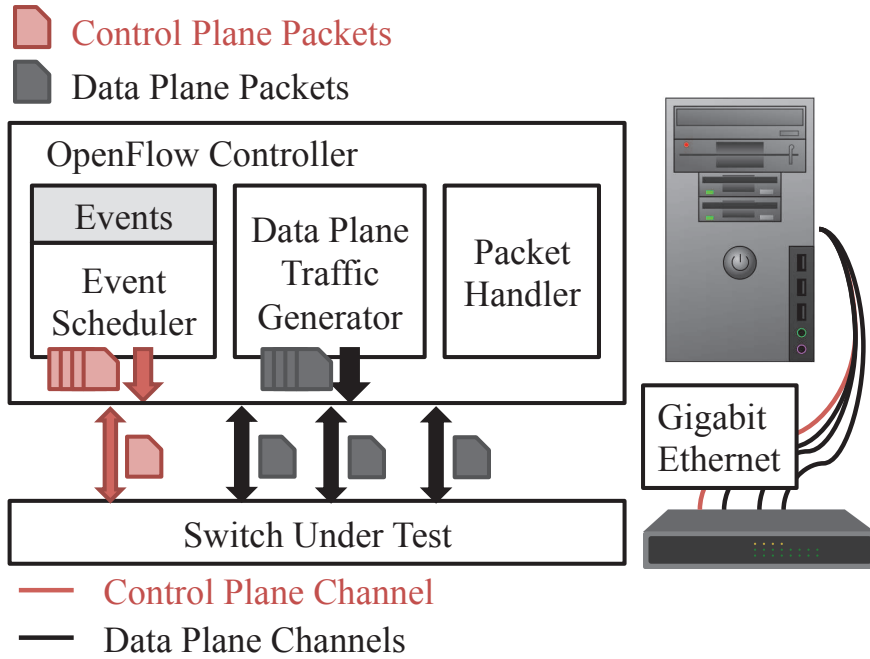 Control Plane Packets
Data Plane Packets
OpenFlow Controller
Events
Event
Scheduler
Data Plane
Traffic
Generator
Packet
Handler
Gigabit
Ethernet
Switch Under Test
Control Plane Channel
Data Plane Channels